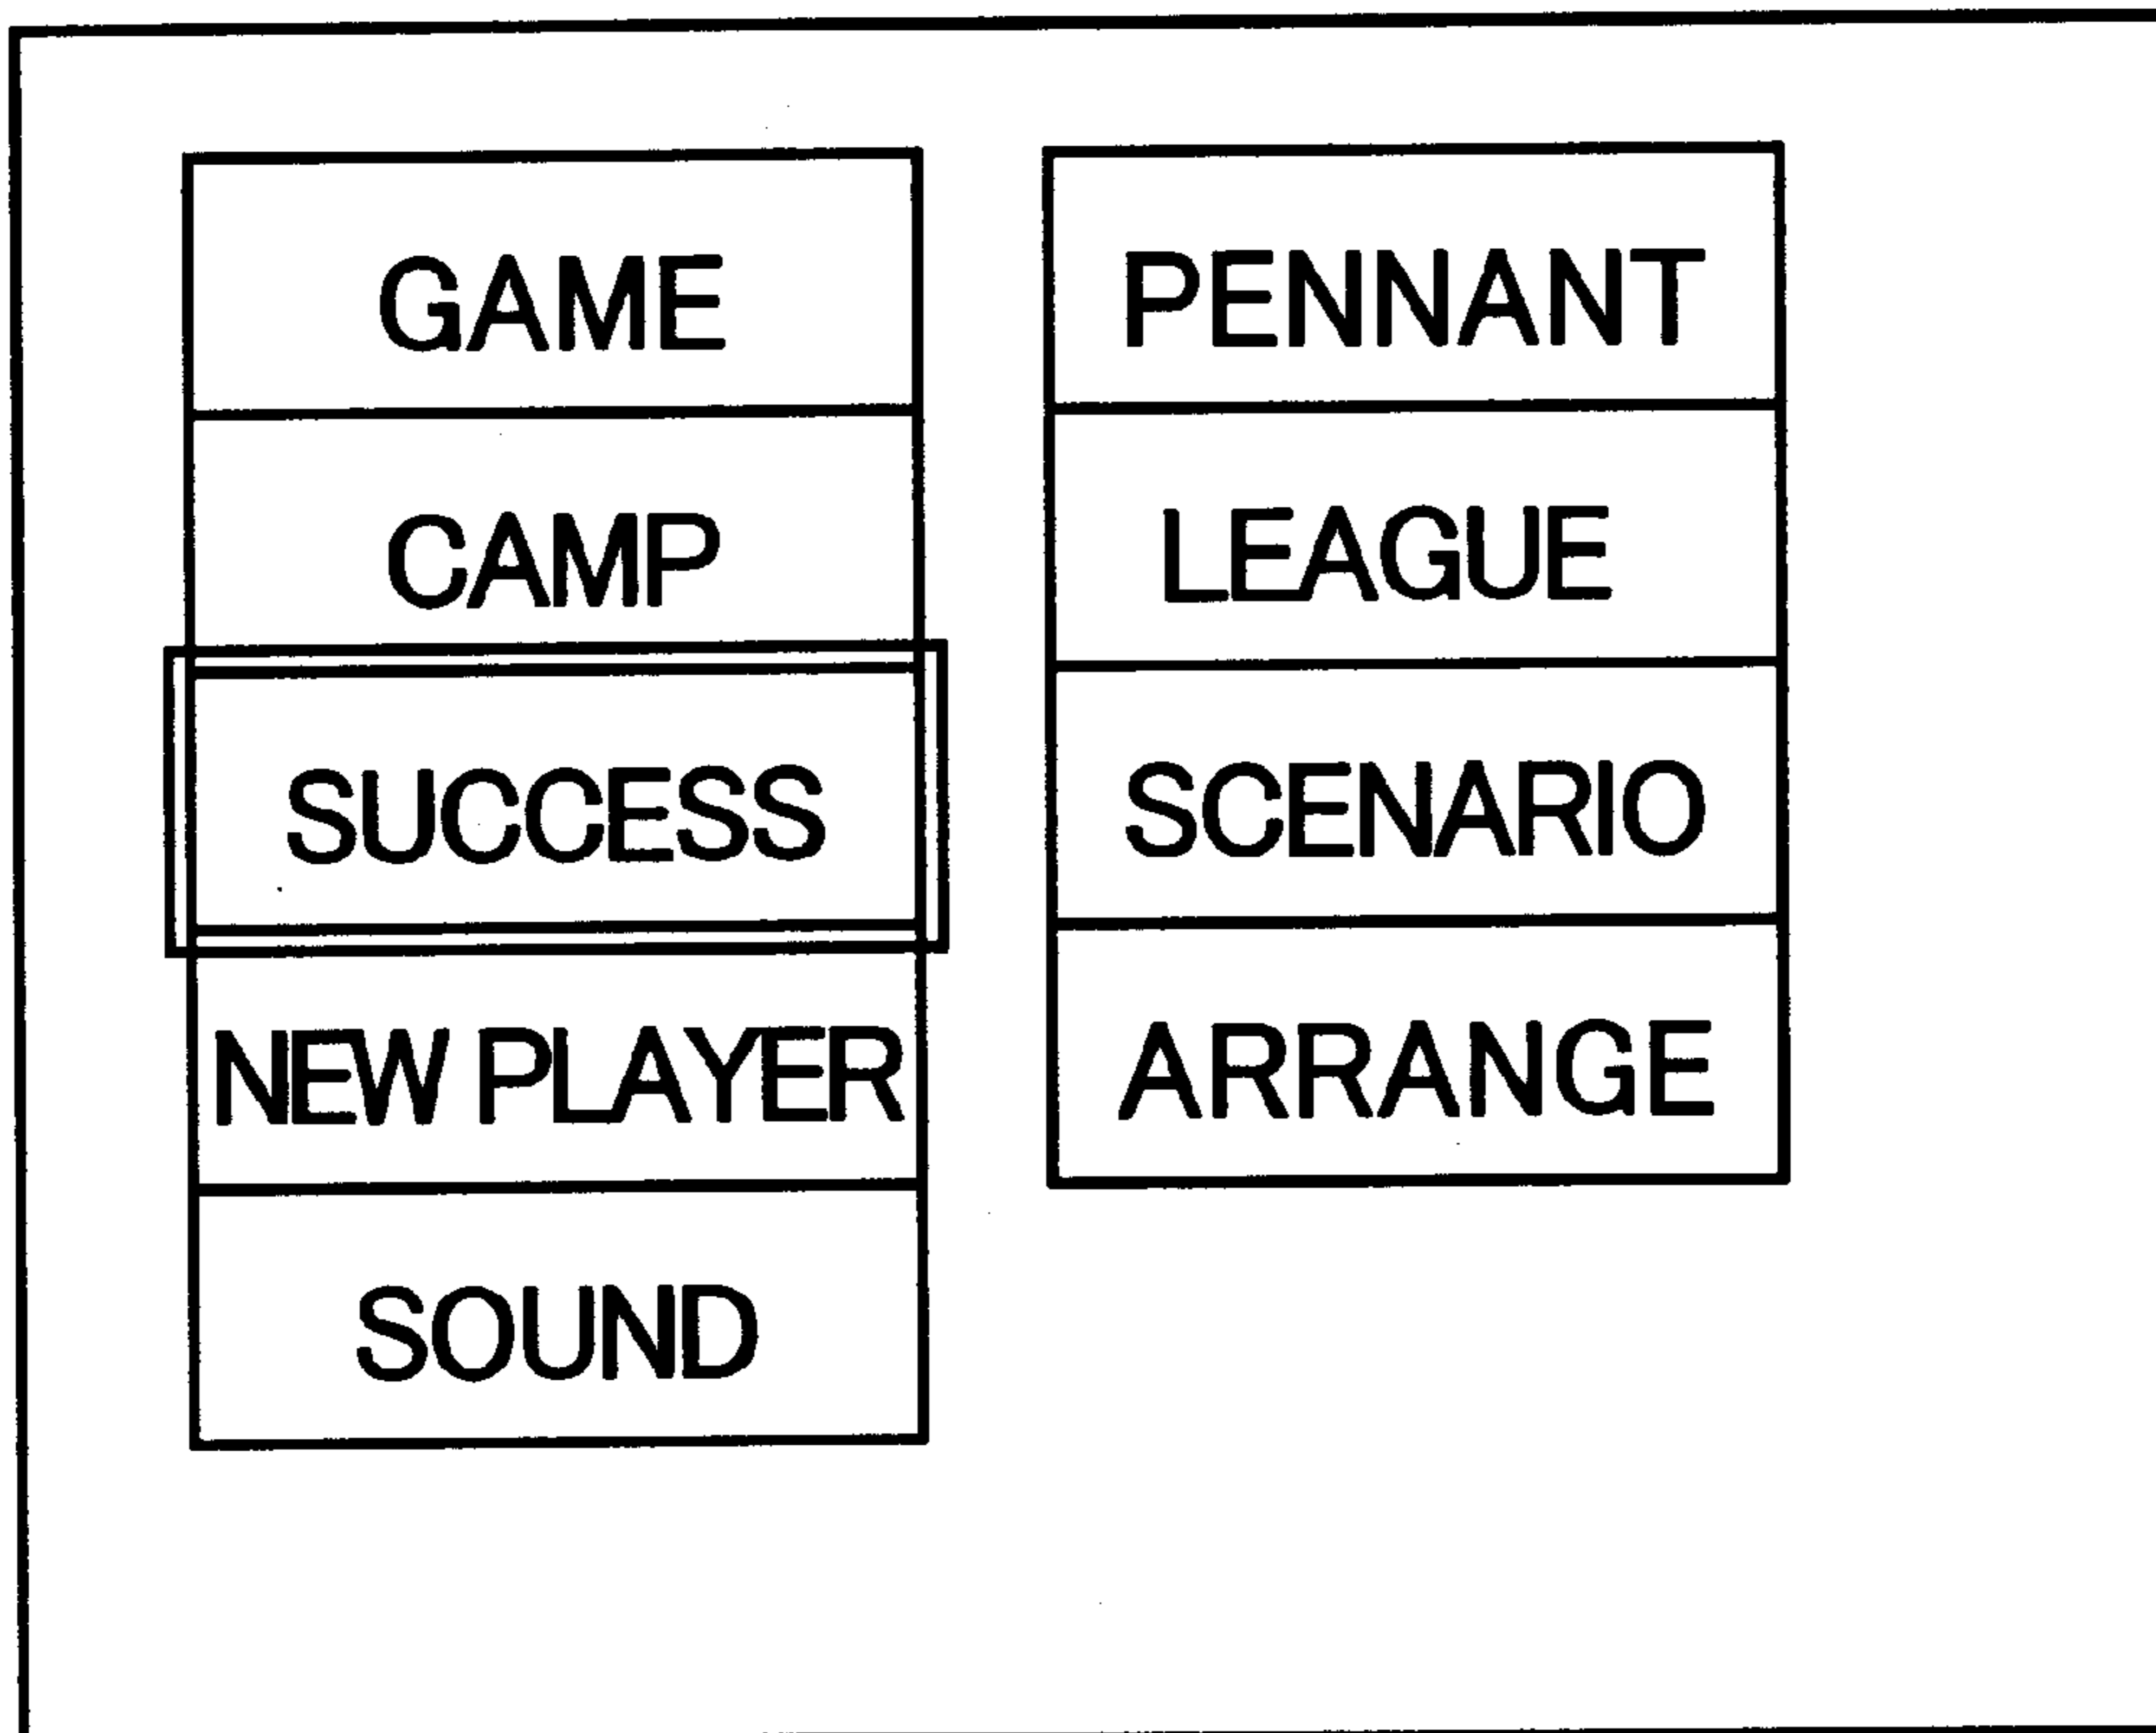 GAME
CAMP
SUCCESS
NEW PLAYER
SOUND
PENNANT
LEAGUE
SCENARIO
ARRANGE